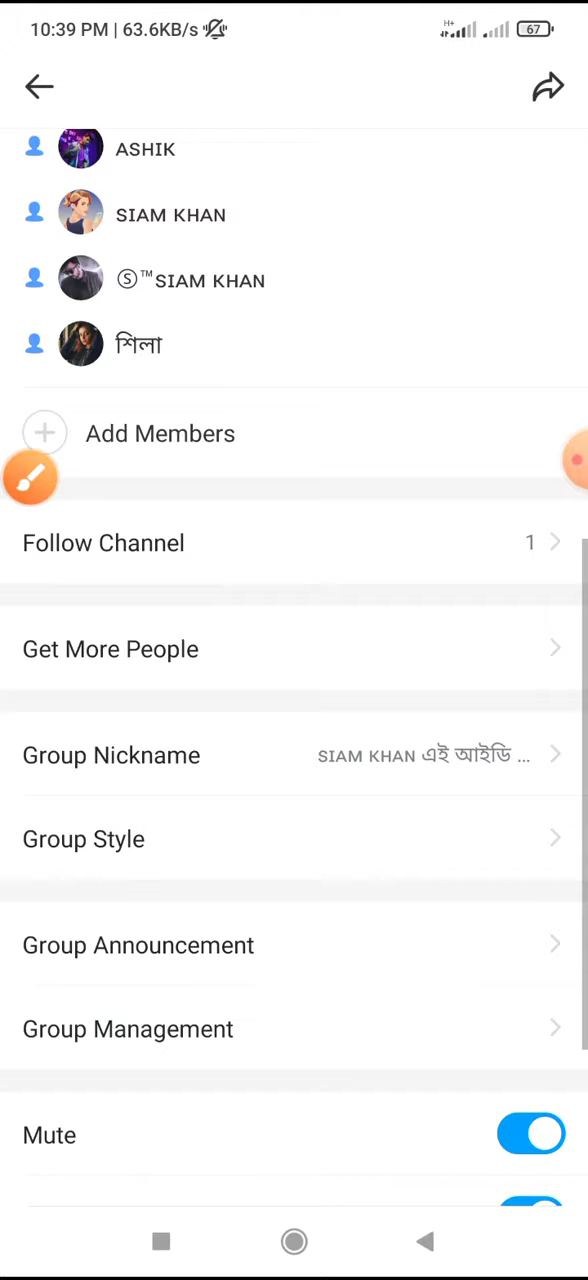 10:39 PM | 63.6KB/s
H+
67
ASHIK
SIAM KHAN
Ⓢ™SIAM KHAN
শিলা
Add Members
Follow Channel 1
Get More People
Group Nickname SIAM KHAN এই আইডি ...
Group Style
Group Announcement
Group Management
Mute